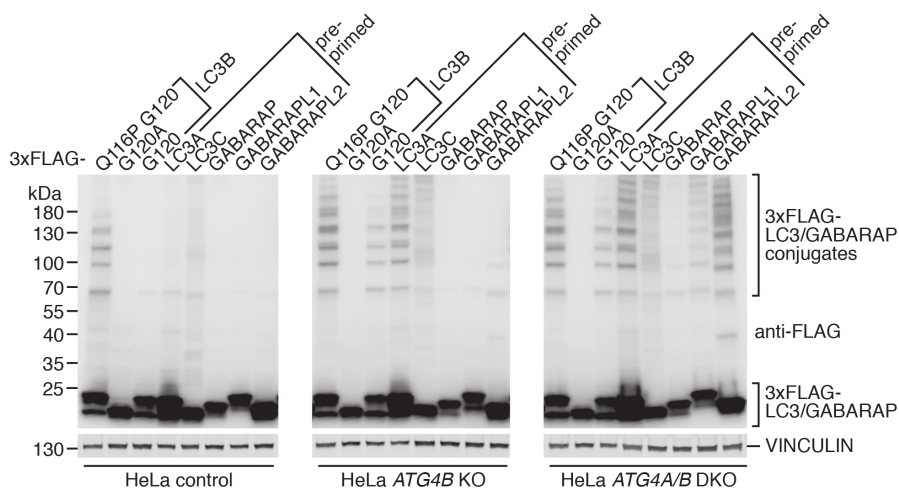 pre-
primed
LC3B
3xFLAG-
Q116P G120
G120A
G120
LC3A
LC3C
GABARAP
GABARAPL1
GABARAPL2
pre-
primed
LC3B
Q116P G120
G120A
G120
LC3A
LC3C
GABARAP
GABARAPL1
GABARAPL2
pre-
primed
LC3B
Q116P G120
G120A
G120
LC3A
LC3C
GABARAP
GABARAPL1
GABARAPL2
kDa
180
130
100
70
55
40
35
25
130
3xFLAG-
LC3/GABARAP
conjugates
anti-FLAG
3xFLAG-
LC3/GABARAP
VINCULIN
HeLa control
HeLa ATG4B KO
HeLa ATG4A/B DKO